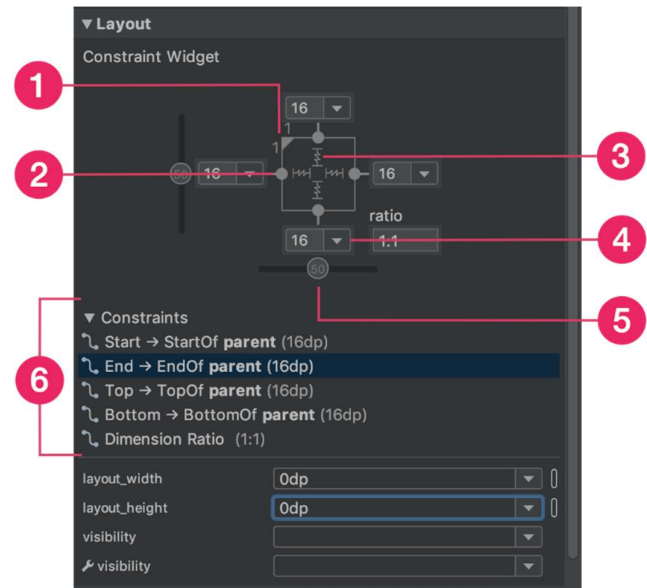 ▼ Layout
Constraint Widget
1
16
1
1
2
50
16
16
3
ratio
16
1:1
4
50
5
▼ Constraints
Start → StartOf parent (16dp)
End → EndOf parent (16dp)
6
Top → TopOf parent (16dp)
Bottom → BottomOf parent (16dp)
Dimension Ratio (1:1)
layout_width 0dp
layout_height 0dp
visibility
visibility